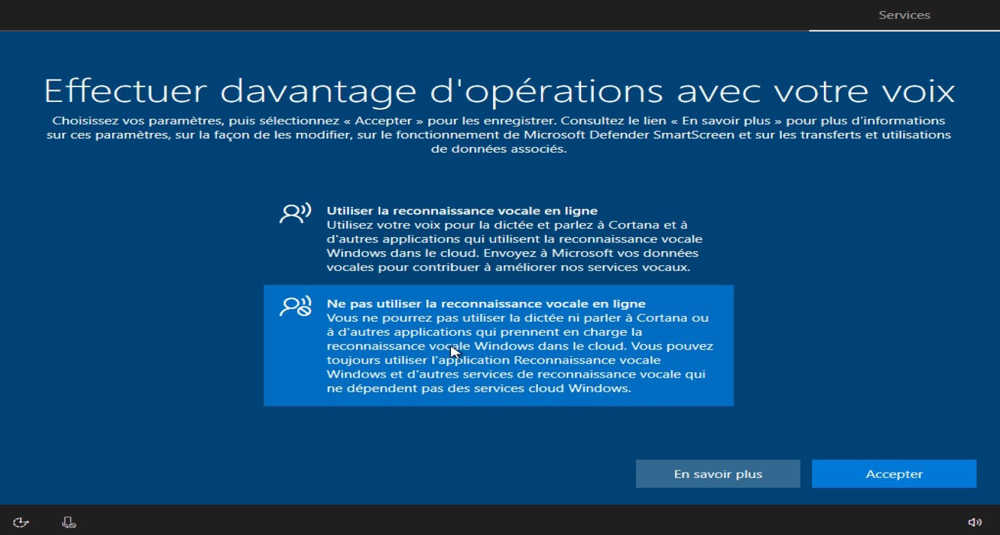 Services
Effectuer davantage d'opérations avec votre voix
Choisissez vos paramètres, puis sélectionnez « Accepter » pour les enregistrer. Consultez le lien « En savoir plus » pour plus d’informations
sur ces paramètres, sur la façon de les modifier, sur le fonctionnement de Microsoft Defender SmartScreen et sur les transferts et utilisations
de données associés.
Utiliser la reconnaissance vocale en ligne
Utilisez votre voix pour la dictée et parlez à Cortana et à
d'autres applications qui utilisent la reconnaissance vocale
Windows dans le cloud. Envoyez à Microsoft vos données
vocales pour contribuer à améliorer nos services vocaux.
Ne pas utiliser la reconnaissance vocale en ligne
Vous ne pourrez pas utiliser la dictée ni parler à Cortana ou
à d'autres applications qui prennent en charge la
reconnaissance vocale Windows dans le cloud. Vous pouvez
toujours utiliser l'application Reconnaissance vocale
Windows et d'autres services de reconnaissance vocale qui
ne dépendent pas des services cloud Windows.
En savoir plus
Accepter